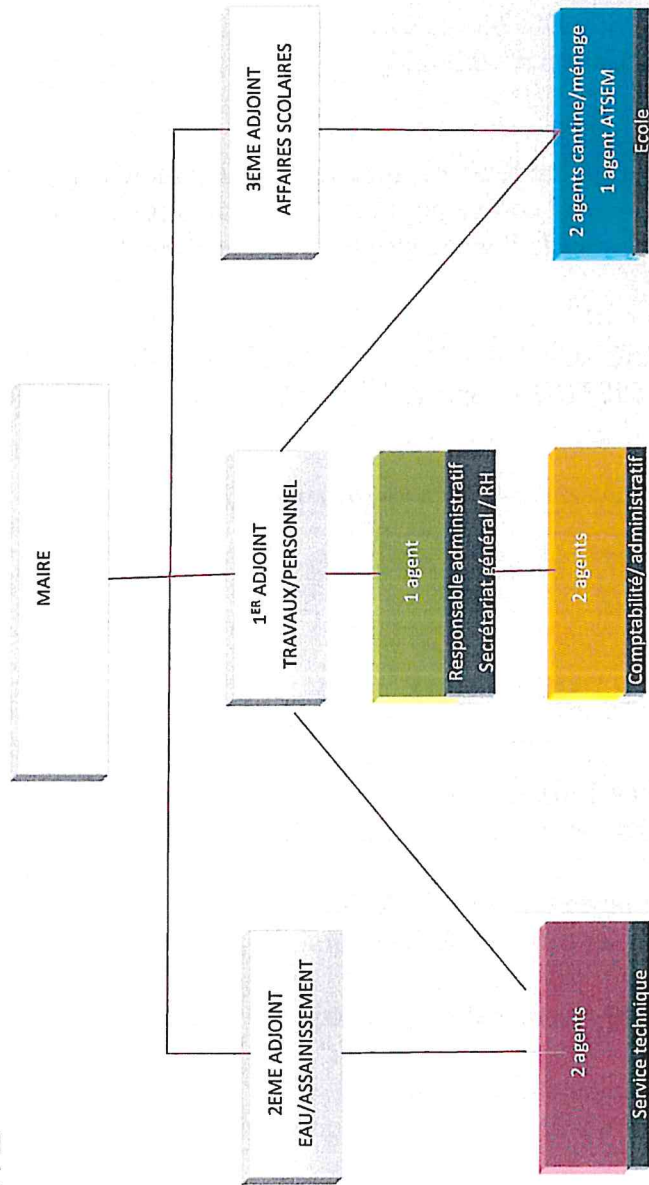 MAIRE
2EME ADJOINT
EAU/ASSAINISSEMENT
1ER ADJOINT
TRAVAUX/PERSONNEL
3EME ADJOINT
AFFAIRES SCOLAIRES
1 agent
Responsable administratif
Secrétariat général / RH
2 agents
Service technique
2 agents
Comptabilité/ administratif
2 agents cantine/ménage
1 agent ATSEM
Ecole